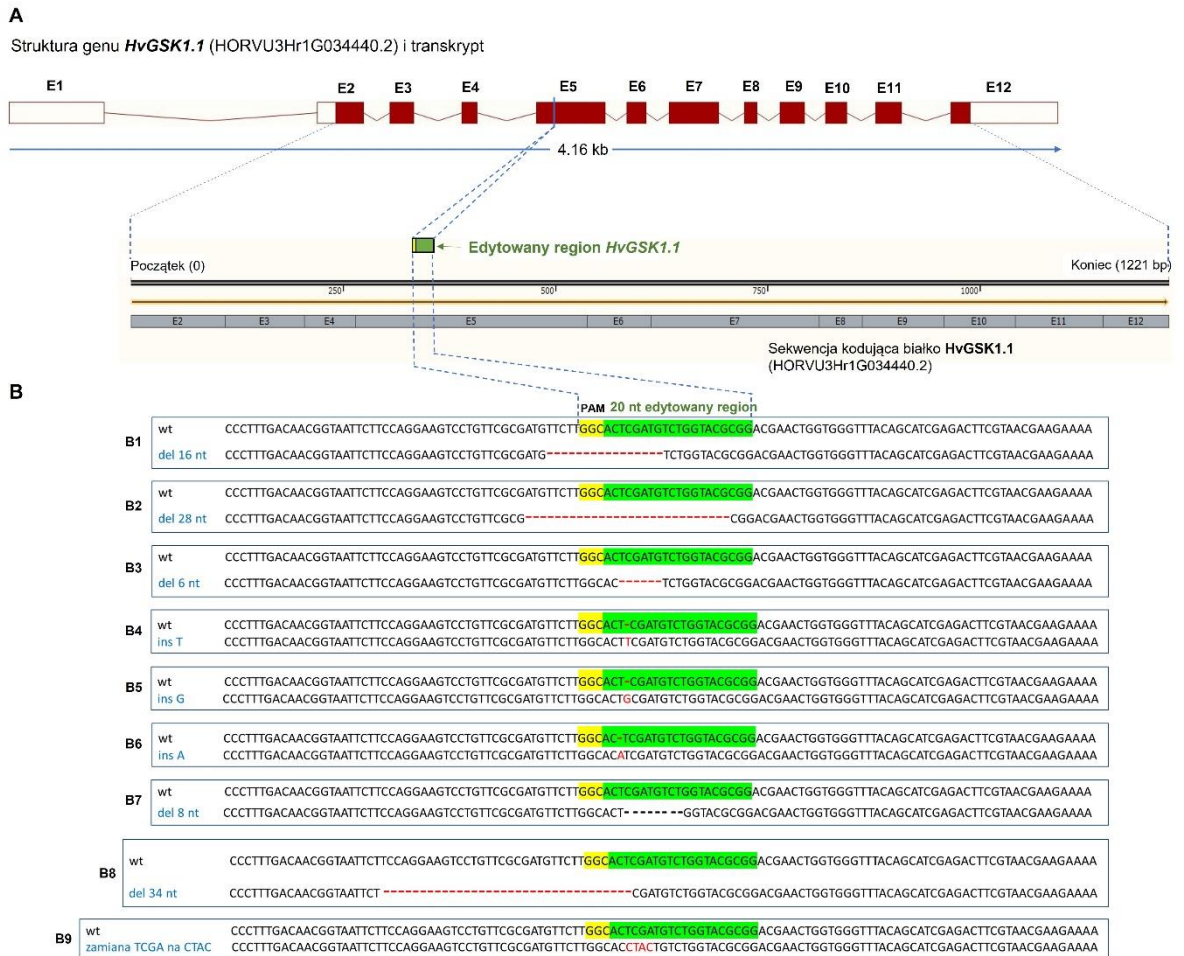 A
Struktura genu HvGSK1.1 (HORVU3Hr1G034440.2) i transkrypt
E1 E2 E3 E4 E5 E6 E7 E8 E9 E10 E11 E12
4.16 kb
Edytowany region HvGSK1.1
Początek (0) Koniec (1221 bp)
250 500 750 1000
E2 E3 E4 E5 E6 E7 E8 E9 E10 E11 E12
Sekwencja kodująca białko HvGSK1.1
(HORVU3Hr1G034440.2)
B
PAM 20 nt edytowany region
B1
wt CCCTTTGACAACGGTAATTCTTCCAGGAAGTCCTGTTCGCGATGTTCTTGGCACTCGATGTCTGGTACGCGGACGAACTGGTGGGTTTACAGCATCGAGACTTCGTAACGAAGAAAA
del 16 nt CCCTTTGACAACGGTAATTCTTCCAGGAAGTCCTGTTCGCGATG----------------TCTGGTACGCGGACGAACTGGTGGGTTTACAGCATCGAGACTTCGTAACGAAGAAAA
B2
wt CCCTTTGACAACGGTAATTCTTCCAGGAAGTCCTGTTCGCGATGTTCTTGGCACTCGATGTCTGGTACGCGGACGAACTGGTGGGTTTACAGCATCGAGACTTCGTAACGAAGAAAA
del 28 nt CCCTTTGACAACGGTAATTCTTCCAGGAAGTCCTGTTCGCG----------------------------CGGACGAACTGGTGGGTTTACAGCATCGAGACTTCGTAACGAAGAAAA
B3
wt CCCTTTGACAACGGTAATTCTTCCAGGAAGTCCTGTTCGCGATGTTCTTGGCACTCGATGTCTGGTACGCGGACGAACTGGTGGGTTTACAGCATCGAGACTTCGTAACGAAGAAAA
del 6 nt CCCTTTGACAACGGTAATTCTTCCAGGAAGTCCTGTTCGCGATGTTCTTGGCAC------TCTGGTACGCGGACGAACTGGTGGGTTTACAGCATCGAGACTTCGTAACGAAGAAAA
B4
wt CCCTTTGACAACGGTAATTCTTCCAGGAAGTCCTGTTCGCGATGTTCTTGGCACT-CGATGTCTGGTACGCGGACGAACTGGTGGGTTTACAGCATCGAGACTTCGTAACGAAGAAAA
ins T CCCTTTGACAACGGTAATTCTTCCAGGAAGTCCTGTTCGCGATGTTCTTGGCACTTCGATGTCTGGTACGCGGACGAACTGGTGGGTTTACAGCATCGAGACTTCGTAACGAAGAAAA
B5
wt CCCTTTGACAACGGTAATTCTTCCAGGAAGTCCTGTTCGCGATGTTCTTGGCACT-CGATGTCTGGTACGCGGACGAACTGGTGGGTTTACAGCATCGAGACTTCGTAACGAAGAAAA
ins G CCCTTTGACAACGGTAATTCTTCCAGGAAGTCCTGTTCGCGATGTTCTTGGCACTGCGATGTCTGGTACGCGGACGAACTGGTGGGTTTACAGCATCGAGACTTCGTAACGAAGAAAA
B6
wt CCCTTTGACAACGGTAATTCTTCCAGGAAGTCCTGTTCGCGATGTTCTTGGCAC-TCGATGTCTGGTACGCGGACGAACTGGTGGGTTTACAGCATCGAGACTTCGTAACGAAGAAAA
ins A CCCTTTGACAACGGTAATTCTTCCAGGAAGTCCTGTTCGCGATGTTCTTGGCACATCGATGTCTGGTACGCGGACGAACTGGTGGGTTTACAGCATCGAGACTTCGTAACGAAGAAAA
B7
wt CCCTTTGACAACGGTAATTCTTCCAGGAAGTCCTGTTCGCGATGTTCTTGGCACTCGATGTCTGGTACGCGGACGAACTGGTGGGTTTACAGCATCGAGACTTCGTAACGAAGAAAA
del 8 nt CCCTTTGACAACGGTAATTCTTCCAGGAAGTCCTGTTCGCGATGTTCTTGGCACT--------GGTACGCGGACGAACTGGTGGGTTTACAGCATCGAGACTTCGTAACGAAGAAAA
B8
wt CCCTTTGACAACGGTAATTCTTCCAGGAAGTCCTGTTCGCGATGTTCTTGGCACTCGATGTCTGGTACGCGGACGAACTGGTGGGTTTACAGCATCGAGACTTCGTAACGAAGAAAA
del 34 nt CCCTTTGACAACGGTAATTCT----------------------------------CGATGTCTGGTACGCGGACGAACTGGTGGGTTTACAGCATCGAGACTTCGTAACGAAGAAAA
B9
wt CCCTTTGACAACGGTAATTCTTCCAGGAAGTCCTGTTCGCGATGTTCTTGGCACTCGATGTCTGGTACGCGGACGAACTGGTGGGTTTACAGCATCGAGACTTCGTAACGAAGAAAA
zamiana TCGA na CTAC CCCTTTGACAACGGTAATTCTTCCAGGAAGTCCTGTTCGCGATGTTCTTGGCACCTACTGTCTGGTACGCGGACGAACTGGTGGGTTTACAGCATCGAGACTTCGTAACGAAGAAAA